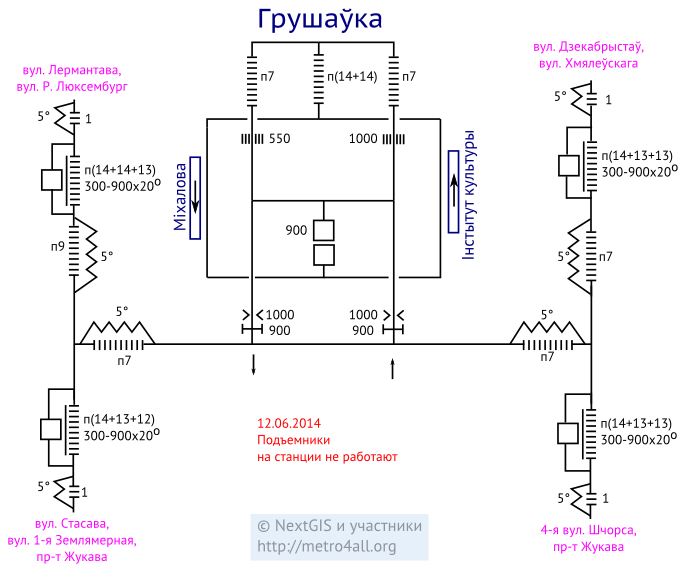 Грушаўка
вул. Лермантава,
вул. Р. Люксембург
вул. Дзекабрыстаў,
вул. Хмялеўскага
5°
1
п7
п(14+14)
п7
5°
1
550
1000
п(14+14+13)
300-900x20°
п(14+13+13)
300-900x20°
Міхалова
Інстытут культуры
900
п9
5°
5°
п7
1000
900
1000
900
5°
п7
5°
п7
п(14+13+12)
300-900x20°
п(14+13+13)
300-900x20°
12.06.2014
Подъемники
на станции не работают
5°
1
5°
1
вул. Стасава,
вул. 1-я Землямерная,
пр-т Жукава
4-я вул. Шчорса,
пр-т Жукава
© NextGIS и участники
http://metro4all.org